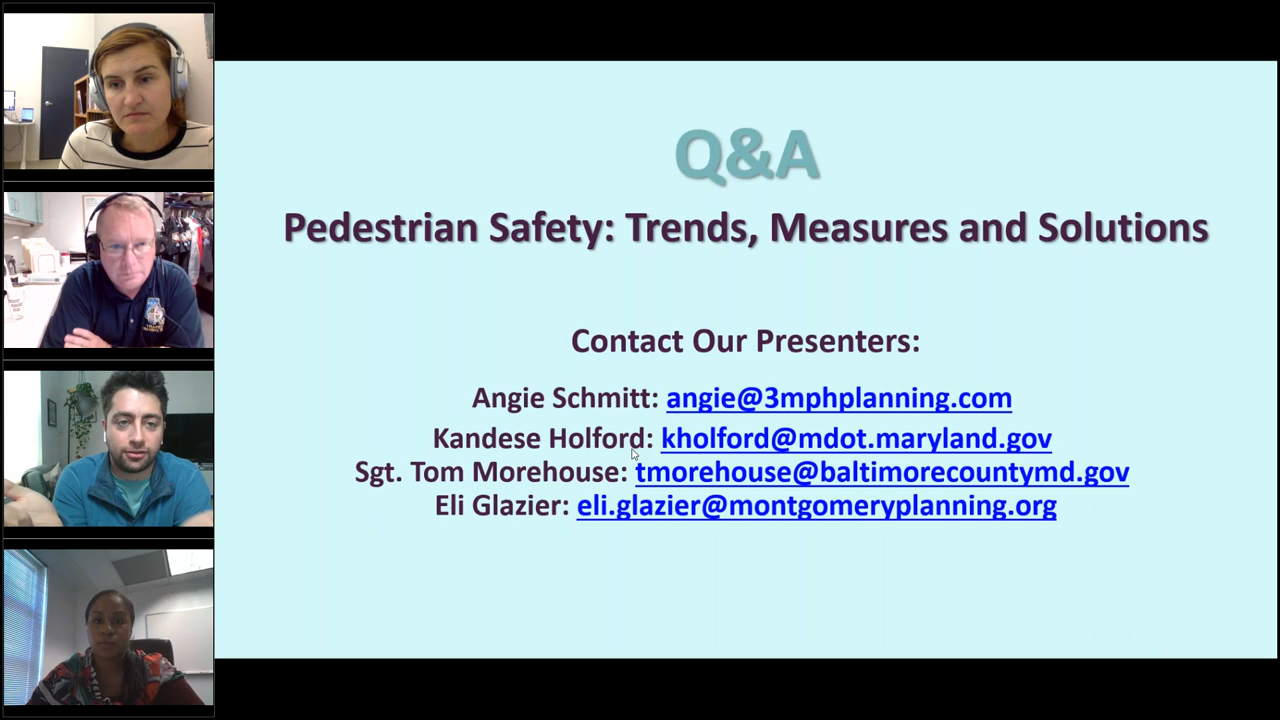 Q&A
Pedestrian Safety: Trends, Measures and Solutions
Contact Our Presenters:
Angie Schmitt: angie@3mphplanning.com
Kandese Holford: kholford@mdot.maryland.gov
Sgt. Tom Morehouse: tmorehouse@baltimorecountymd.gov
Eli Glazier: eli.glazier@montgomeryplanning.org